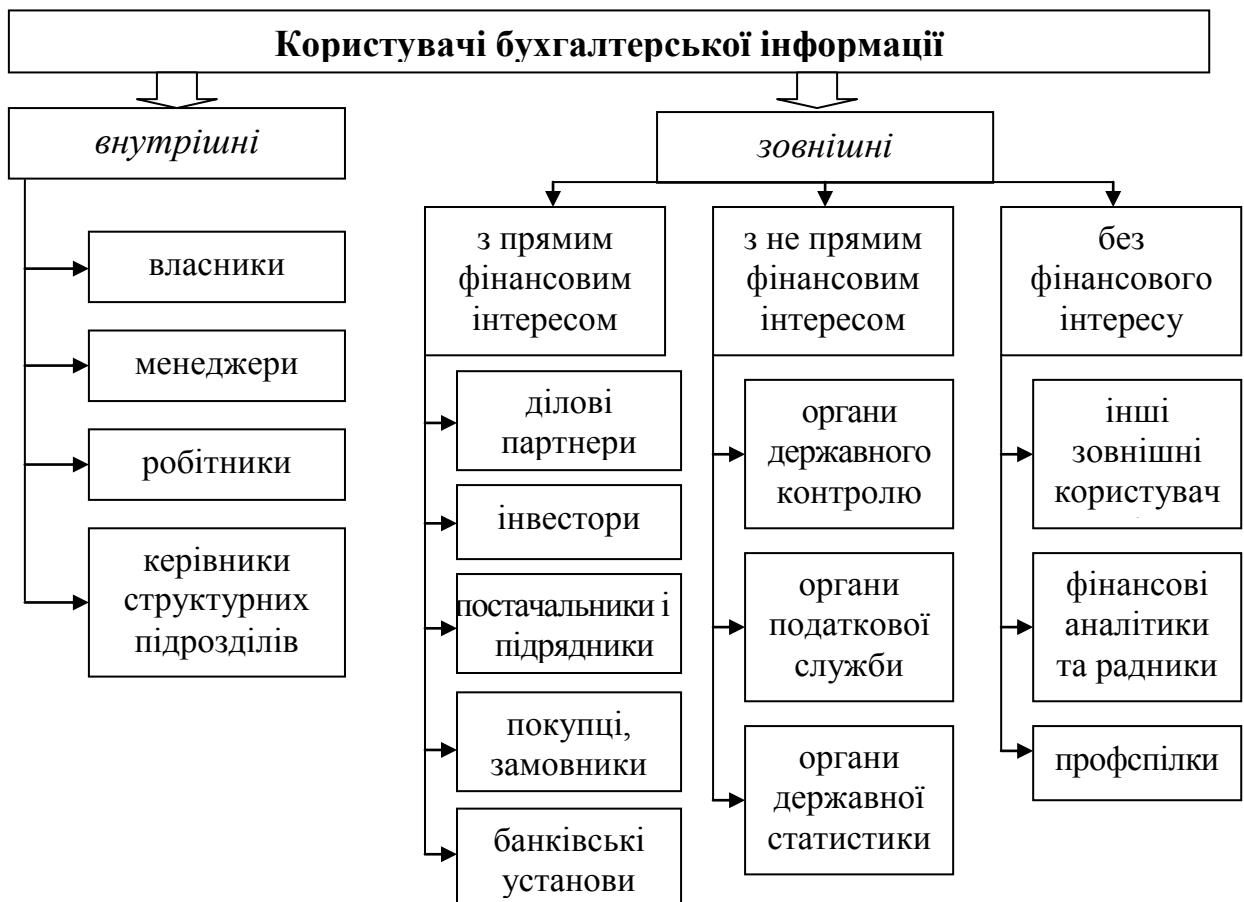 Користувачі бухгалтерської інформації
внутрішні
власники
менеджери
робітники
керівники
структурних
підрозділів
зовнішні
з прямим
фінансовим
інтересом
ділові
партнери
інвестори
постачальники і
підрядники
покупці,
замовники
банківські
установи
з не прямим
фінансовим
інтересом
органи
державного
контролю
органи
податкової
служби
органи
державної
статистики
без
фінансового
інтересу
інші
зовнішні
користувач
фінансові
аналітики
та радники
профспілки